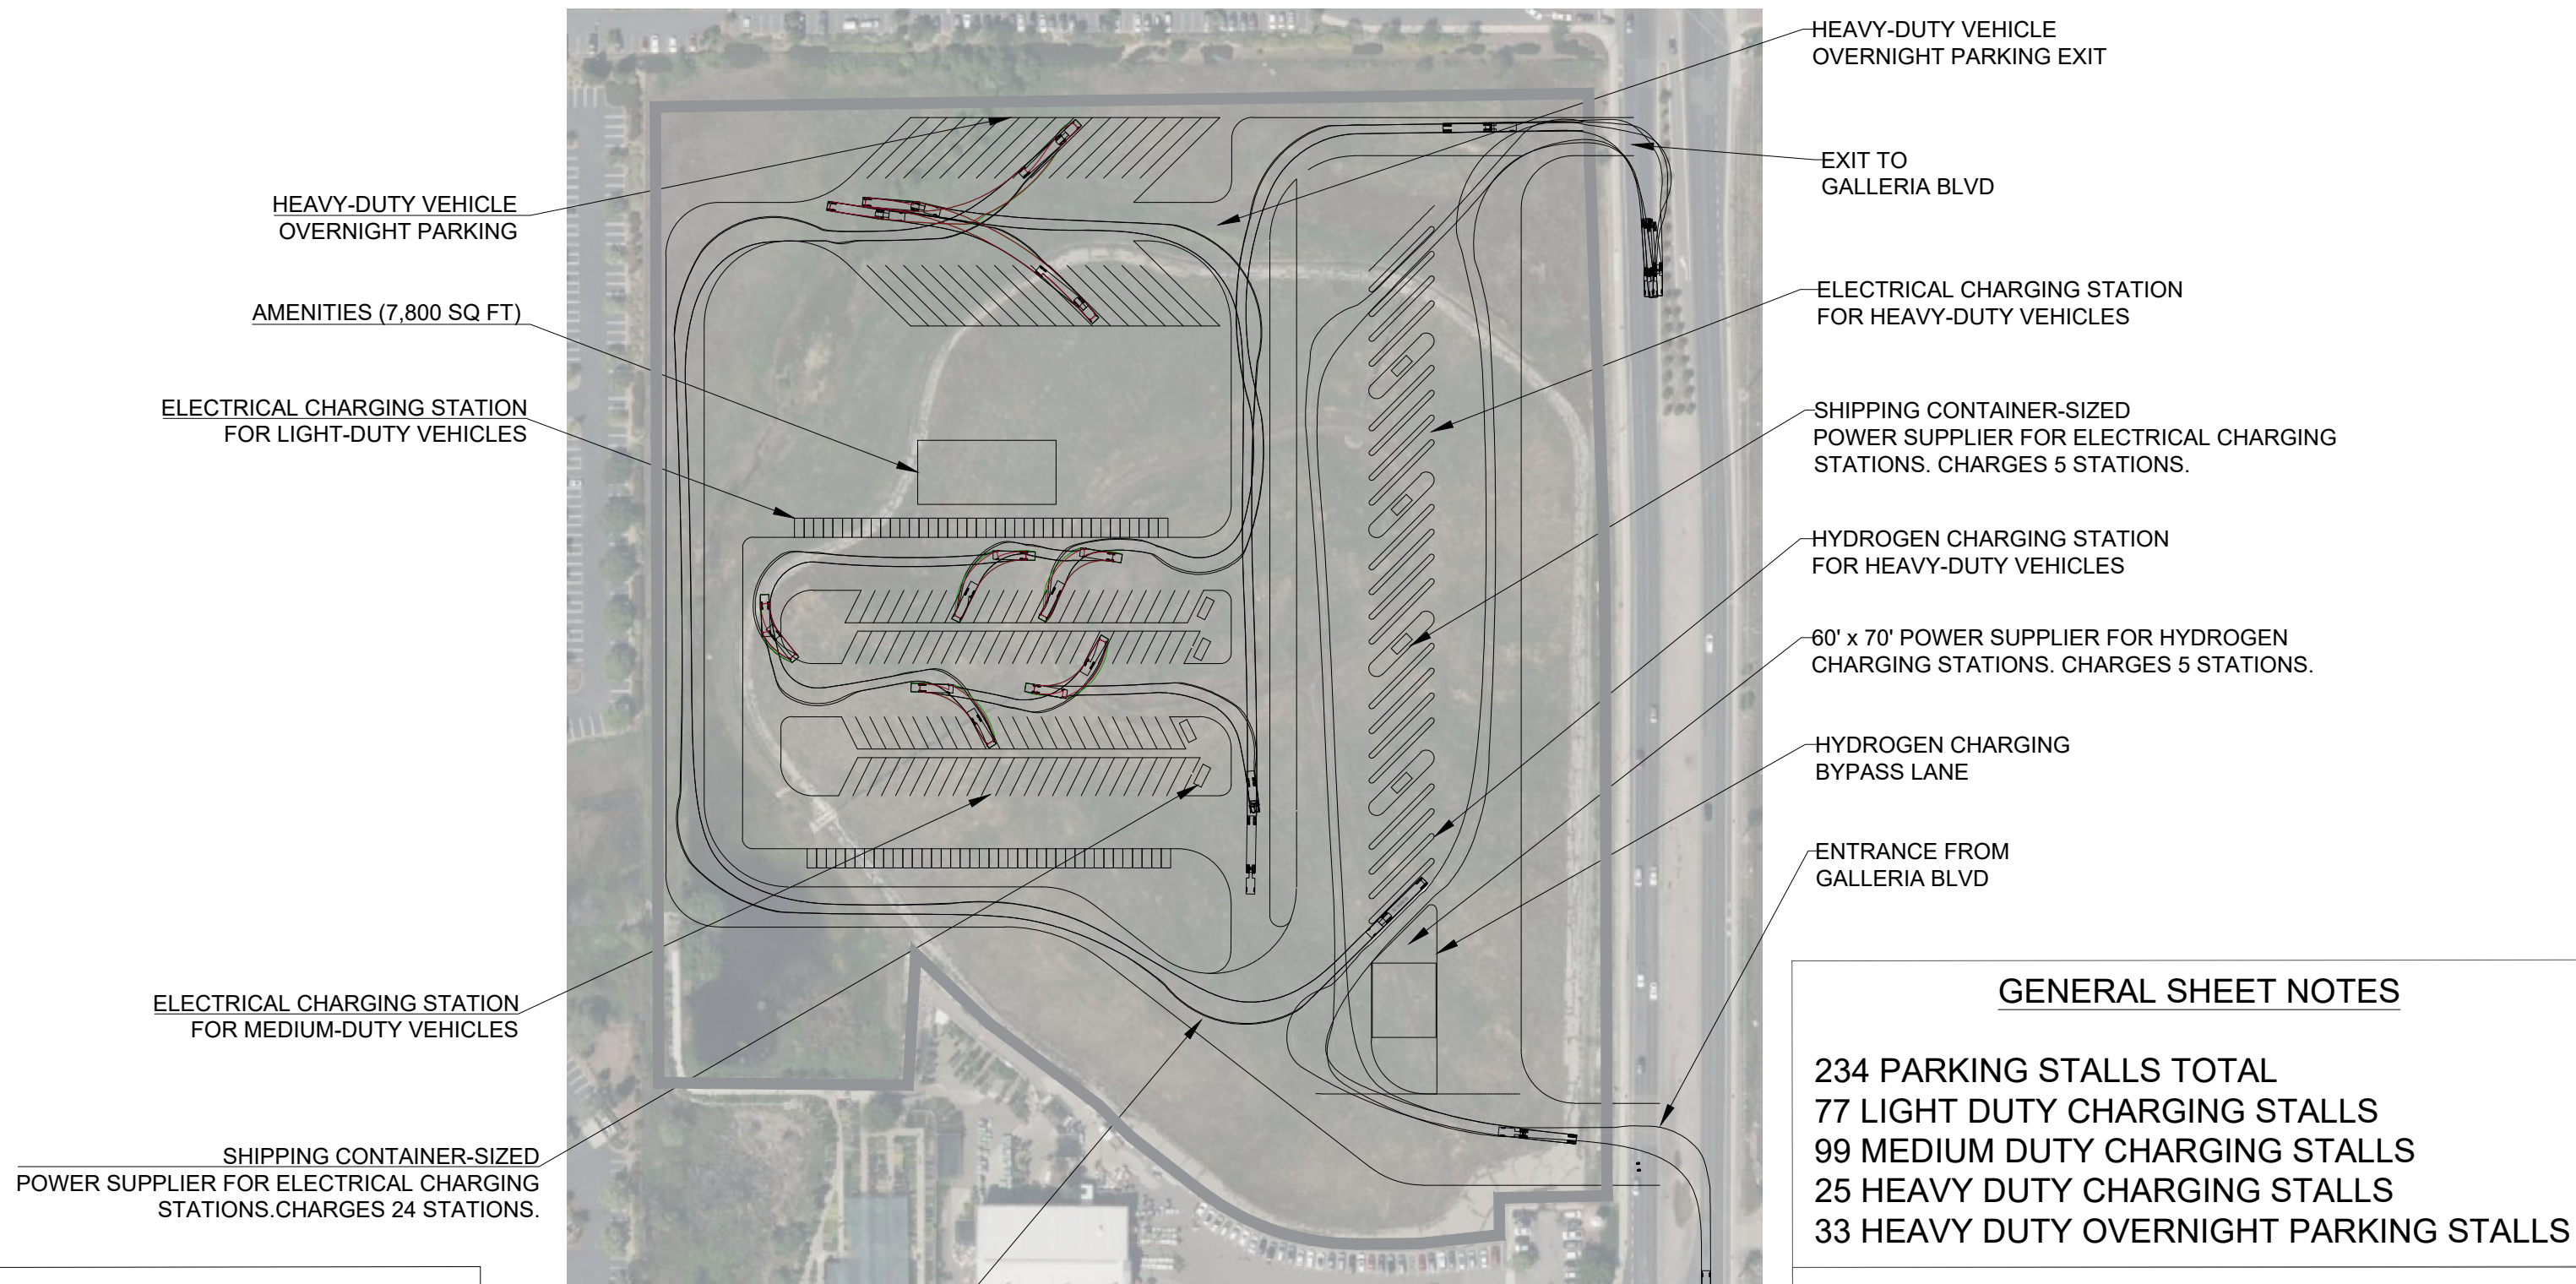 HEAVY-DUTY VEHICLE
OVERNIGHT PARKING
AMENITIES (7,800 SQ FT)
ELECTRICAL CHARGING STATION
FOR LIGHT-DUTY VEHICLES
ELECTRICAL CHARGING STATION
FOR MEDIUM-DUTY VEHICLES
SHIPPING CONTAINER-SIZED
POWER SUPPLIER FOR ELECTRICAL CHARGING
STATIONS.CHARGES 24 STATIONS.
HEAVY-DUTY VEHICLE
OVERNIGHT PARKING EXIT
EXIT TO
GALLERIA BLVD
ELECTRICAL CHARGING STATION
FOR HEAVY-DUTY VEHICLES
SHIPPING CONTAINER-SIZED
POWER SUPPLIER FOR ELECTRICAL CHARGING
STATIONS. CHARGES 5 STATIONS.
HYDROGEN CHARGING STATION
FOR HEAVY-DUTY VEHICLES
60' x 70' POWER SUPPLIER FOR HYDROGEN
CHARGING STATIONS. CHARGES 5 STATIONS.
HYDROGEN CHARGING
BYPASS LANE
ENTRANCE FROM
GALLERIA BLVD
GENERAL SHEET NOTES
234 PARKING STALLS TOTAL
77 LIGHT DUTY CHARGING STALLS
99 MEDIUM DUTY CHARGING STALLS
25 HEAVY DUTY CHARGING STALLS
33 HEAVY DUTY OVERNIGHT PARKING STALLS